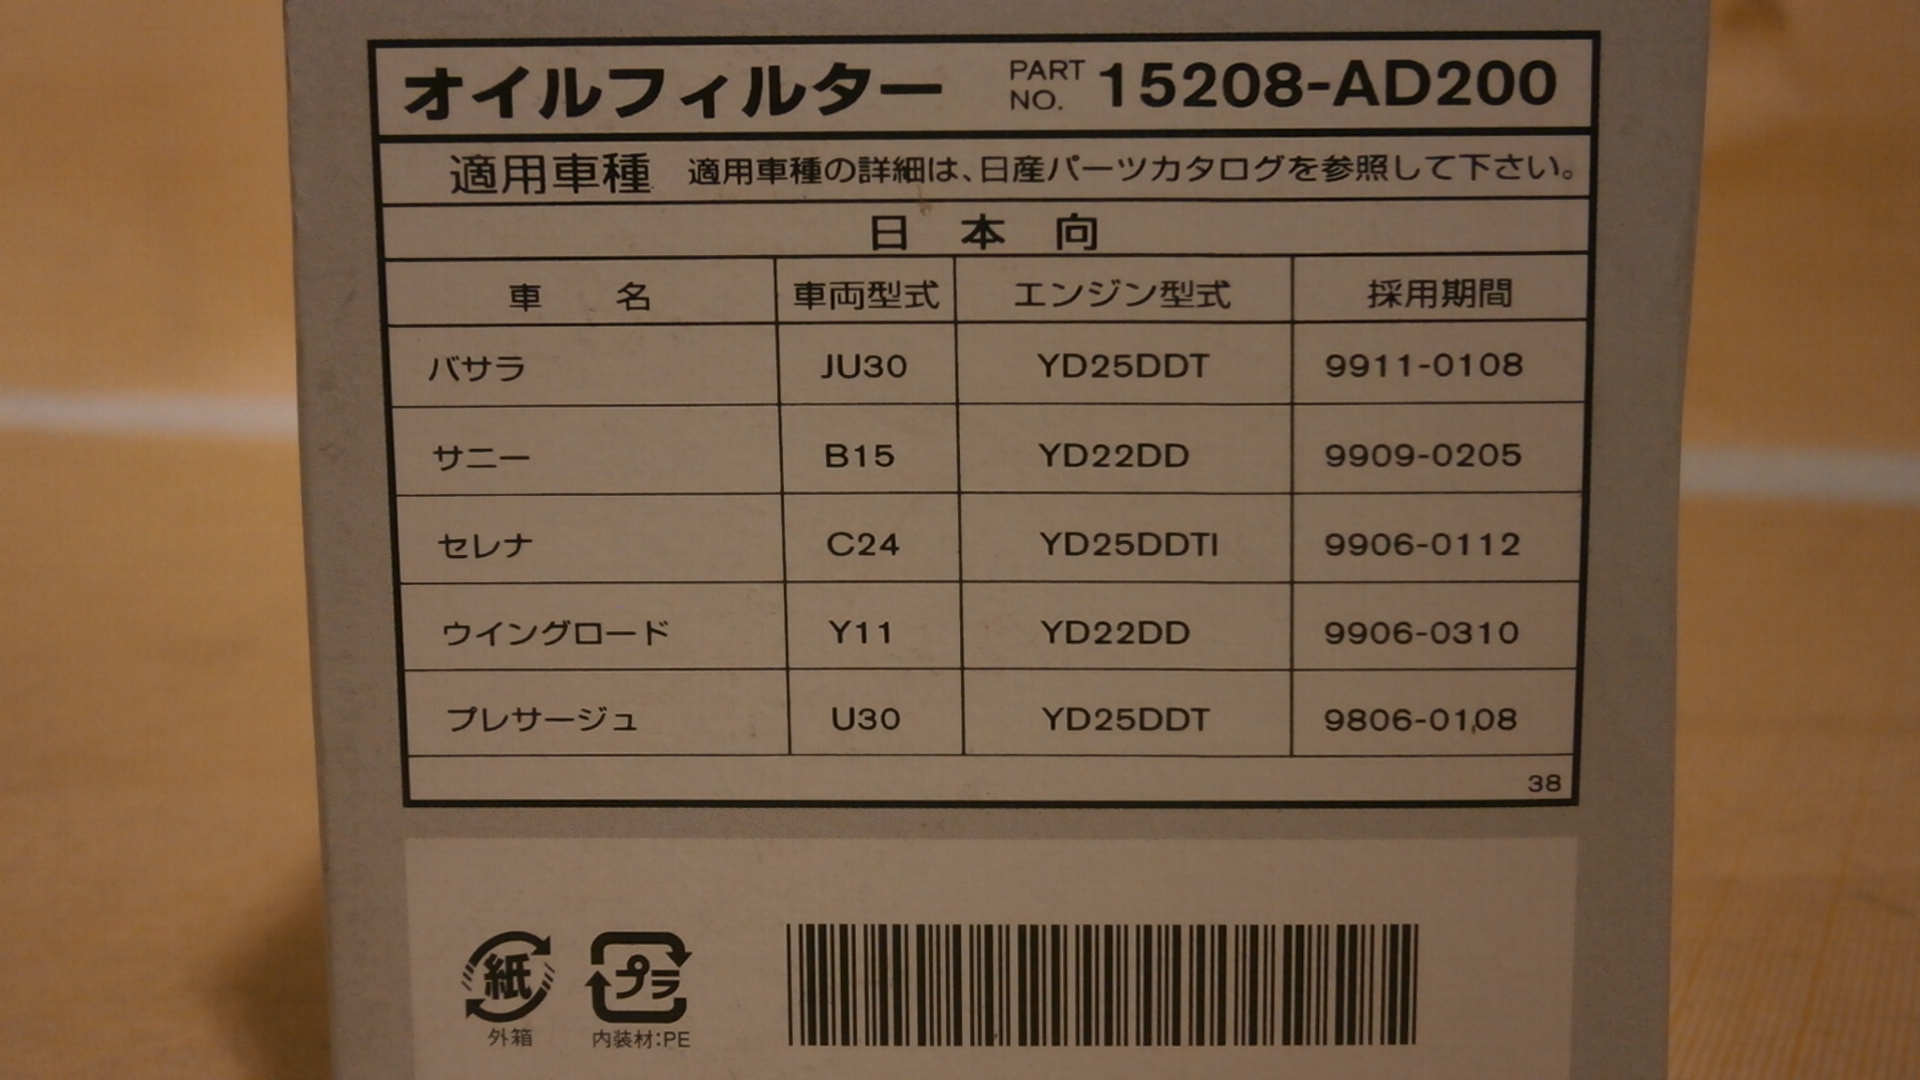 オイルフィルター PART NO. 15208-AD200
適用車種 適用車種の詳細は、日産パーツカタログを参照して下さい。
日本向
車名 車両型式 エンジン型式 採用期間
バサラ JU30 YD25DDT 9911-0108
サニー B15 YD22DD 9909-0205
セレナ C24 YD25DDTI 9906-0112
ウイングロード Y11 YD22DD 9906-0310
プレサージュ U30 YD25DDT 9806-0108
38
紙 プラ
外箱 内装材:PE